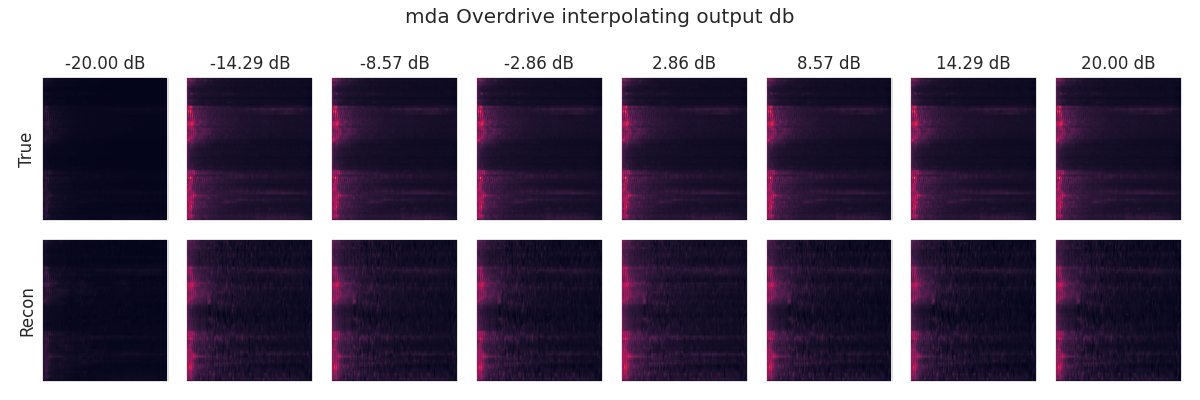 mda Overdrive interpolating output db
-20.00 dB -14.29 dB -8.57 dB -2.86 dB 2.86 dB 8.57 dB 14.29 dB 20.00 dB
True
Recon